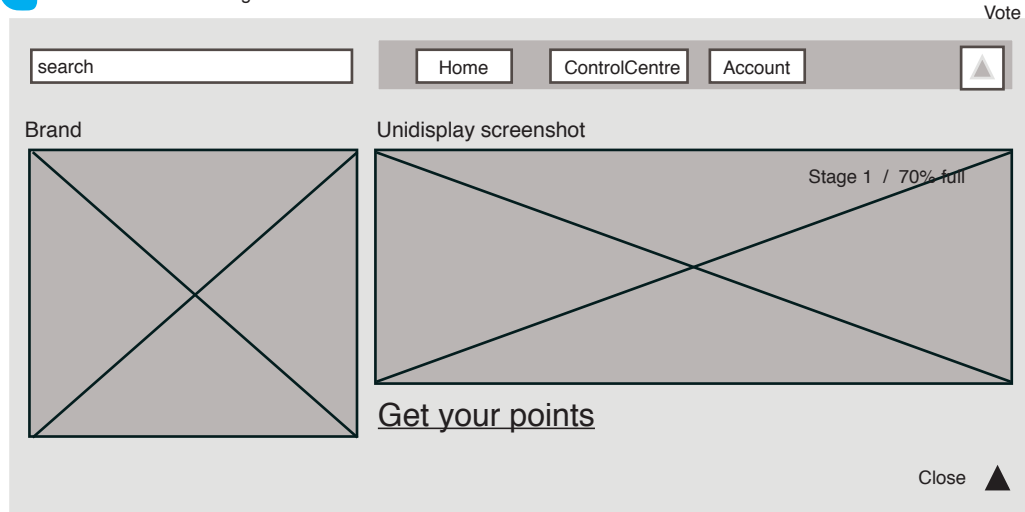 Vote
search
Home
ControlCentre
Account
Brand
Unidisplay screenshot
Stage 1 / 70% full
Get your points
Close